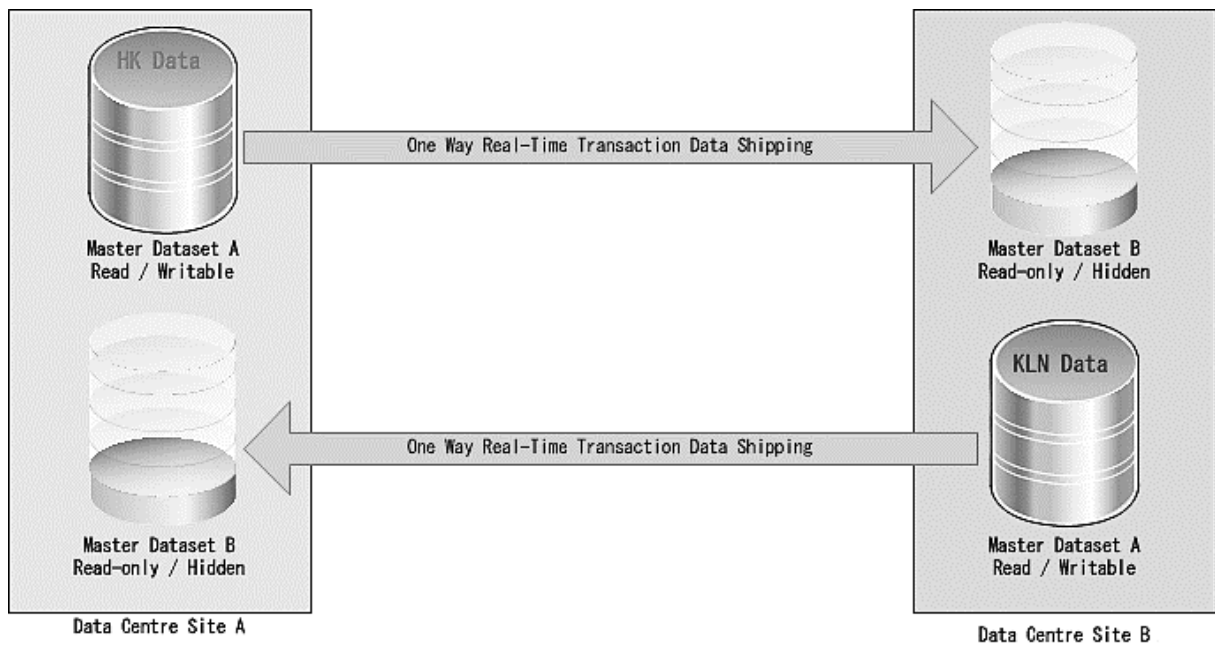 HK Data
One Way Real-Time Transaction Data Shipping
Master Dataset A
Read / Writable
Master Dataset B
Read-only / Hidden
KLN Data
One Way Real-Time Transaction Data Shipping
Master Dataset B
Read-only / Hidden
Master Dataset A
Read / Writable
Data Centre Site A
Data Centre Site B